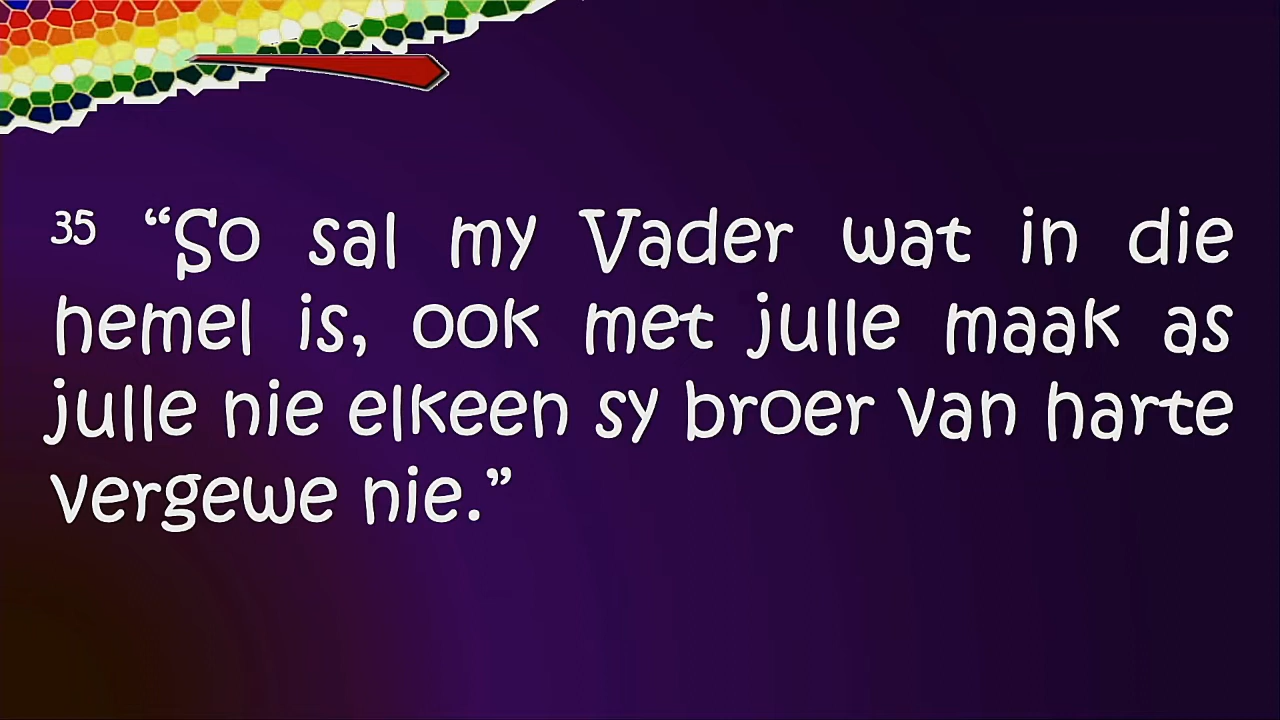 35 “So sal my Vader wat in die
hemel is, ook met julle maak as
julle nie elkeen sy broer van harte
vergewe nie.”